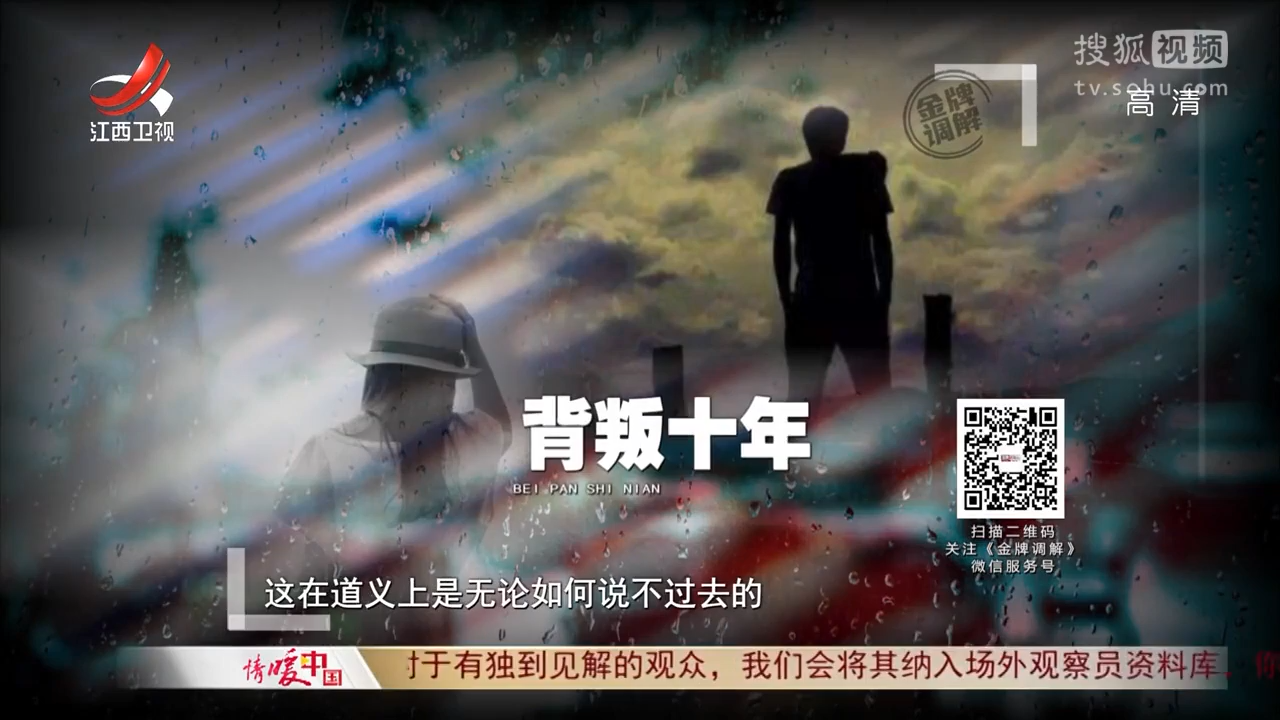 江西卫视
搜狐视频
tv.sohu.com
高清
金牌
调解
背叛十年
BEI PAN SHI NIAN
扫描二维码
关注《金牌调解》
微信服务号
这在道义上是无论如何说不过去的
情暖中国
于有独到见解的观众，我们会将其纳入场外观察员资料库